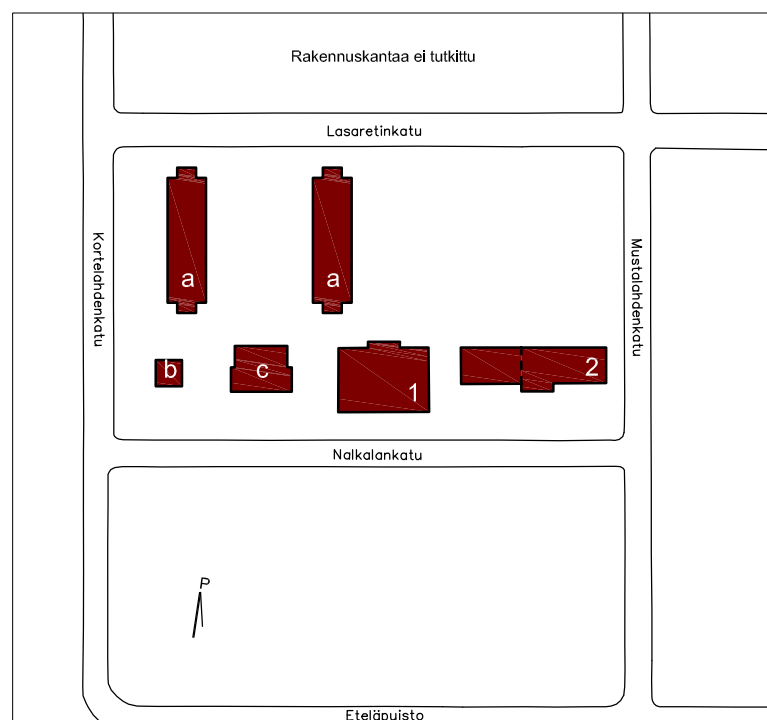 Rakennuskantaa ei tutkittu
Lasaretinkatu
Kortelahdenkatu
Mustalahdenkatu
a
a
b
c
1
2
Nalkalankatu
P
Eteläpuisto